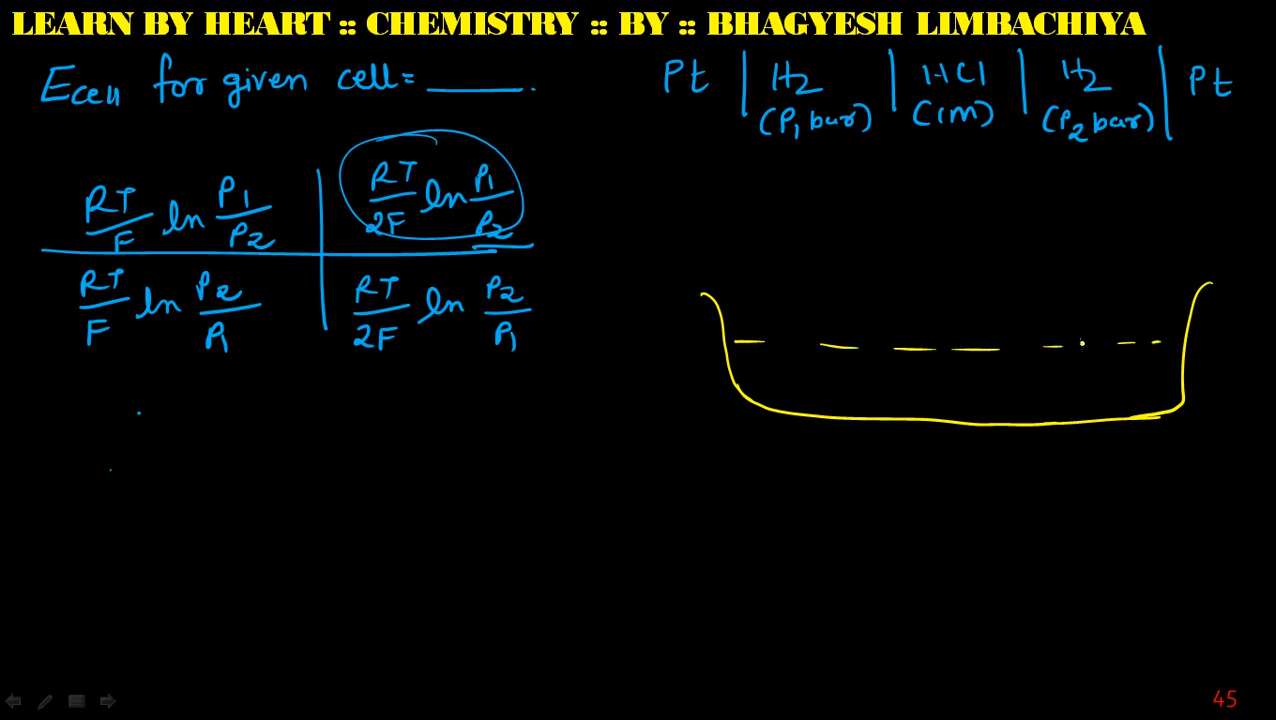 LEARN BY HEART :: CHEMISTRY :: BY :: BHAGYESH LIMBACHIYA
Ecell for given cell = ______.
Pt | H2 (P1 bar) | HCl (1M) | H2 (P2 bar) | Pt
RT/F ln P1/P2 | RT/2F ln P1/P2
RT/F ln P2/P1 | RT/2F ln P2/P1
45